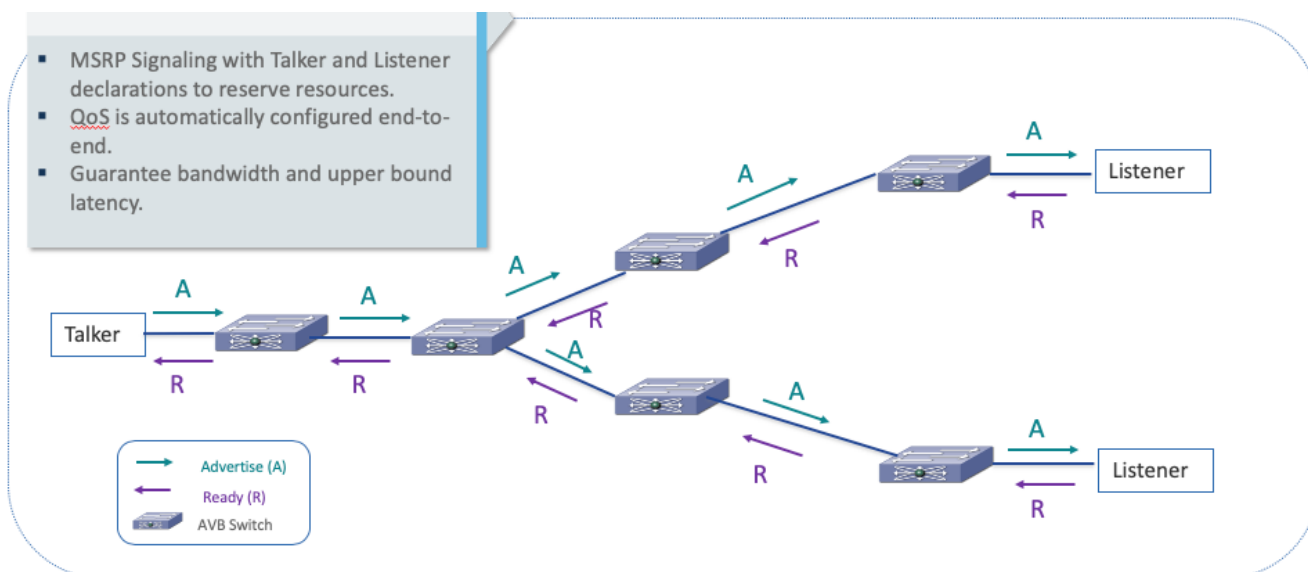 ▪ MSRP Signaling with Talker and Listener
declarations to reserve resources.
▪ QoS is automatically configured end-to-
end.
▪ Guarantee bandwidth and upper bound
latency.
A
Listener
R
A
R
A
R
A
A
Talker
R
R
A
R
A
R
A
Listener
R
Advertise (A)
Ready (R)
AVB Switch